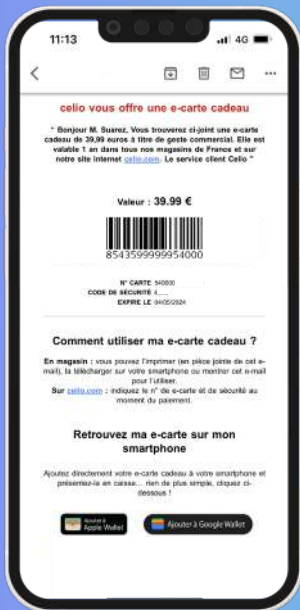 11:13
4G
celio vous offre une e-carte cadeau
" Bonjour M. Suarez, Vous trouverez ci-joint une e-carte
cadeau de 39,99 euros à titre de geste commercial. Elle est
valable 1 an dans tous nos magasins de France et sur
notre site internet celio.com. Le service client Celio "
Valeur : 39.99 €
8543599999954000
N° CARTE 540000
CODE DE SÉCURITÉ
EXPIRE LE 04/05/2024
Comment utiliser ma e-carte cadeau ?
En magasin : vous pouvez l'imprimer (en pièce jointe de cet e-
mail), la télécharger sur votre smartphone ou montrer cet e-mail
pour l'utiliser.
Sur celio.com : indiquez le n° de e-carte et de sécurité au
moment du paiement.
Retrouvez ma e-carte sur mon
smartphone
Ajoutez directement votre e-carte cadeau à votre smartphone et
présentez-la en caisse... rien de plus simple, cliquez ci-
dessous !
Ajouter à
Apple Wallet
Ajouter à Google Wallet